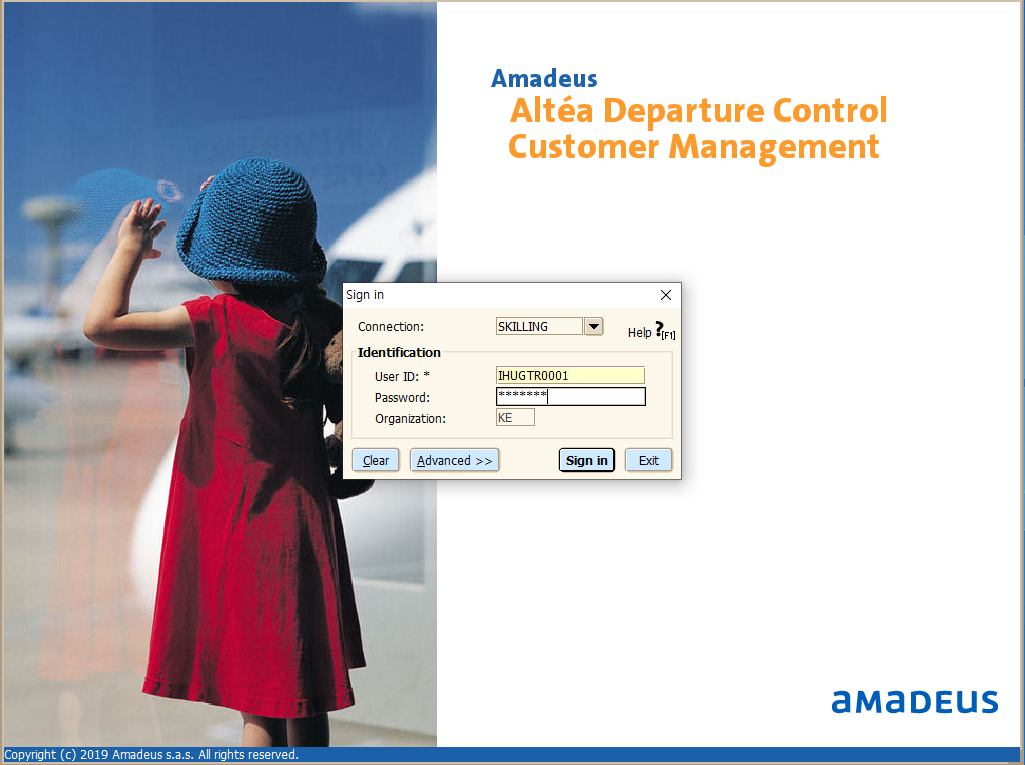 Amadeus
Altéa Departure Control
Customer Management
Sign in
Connection: SKILLING
Help ? [F1]
Identification
User ID: * IHUGTR0001
Password: *******
Organization: KE
Clear Advanced >> Sign in Exit
amadeus
Copyright (c) 2019 Amadeus s.a.s. All rights reserved.